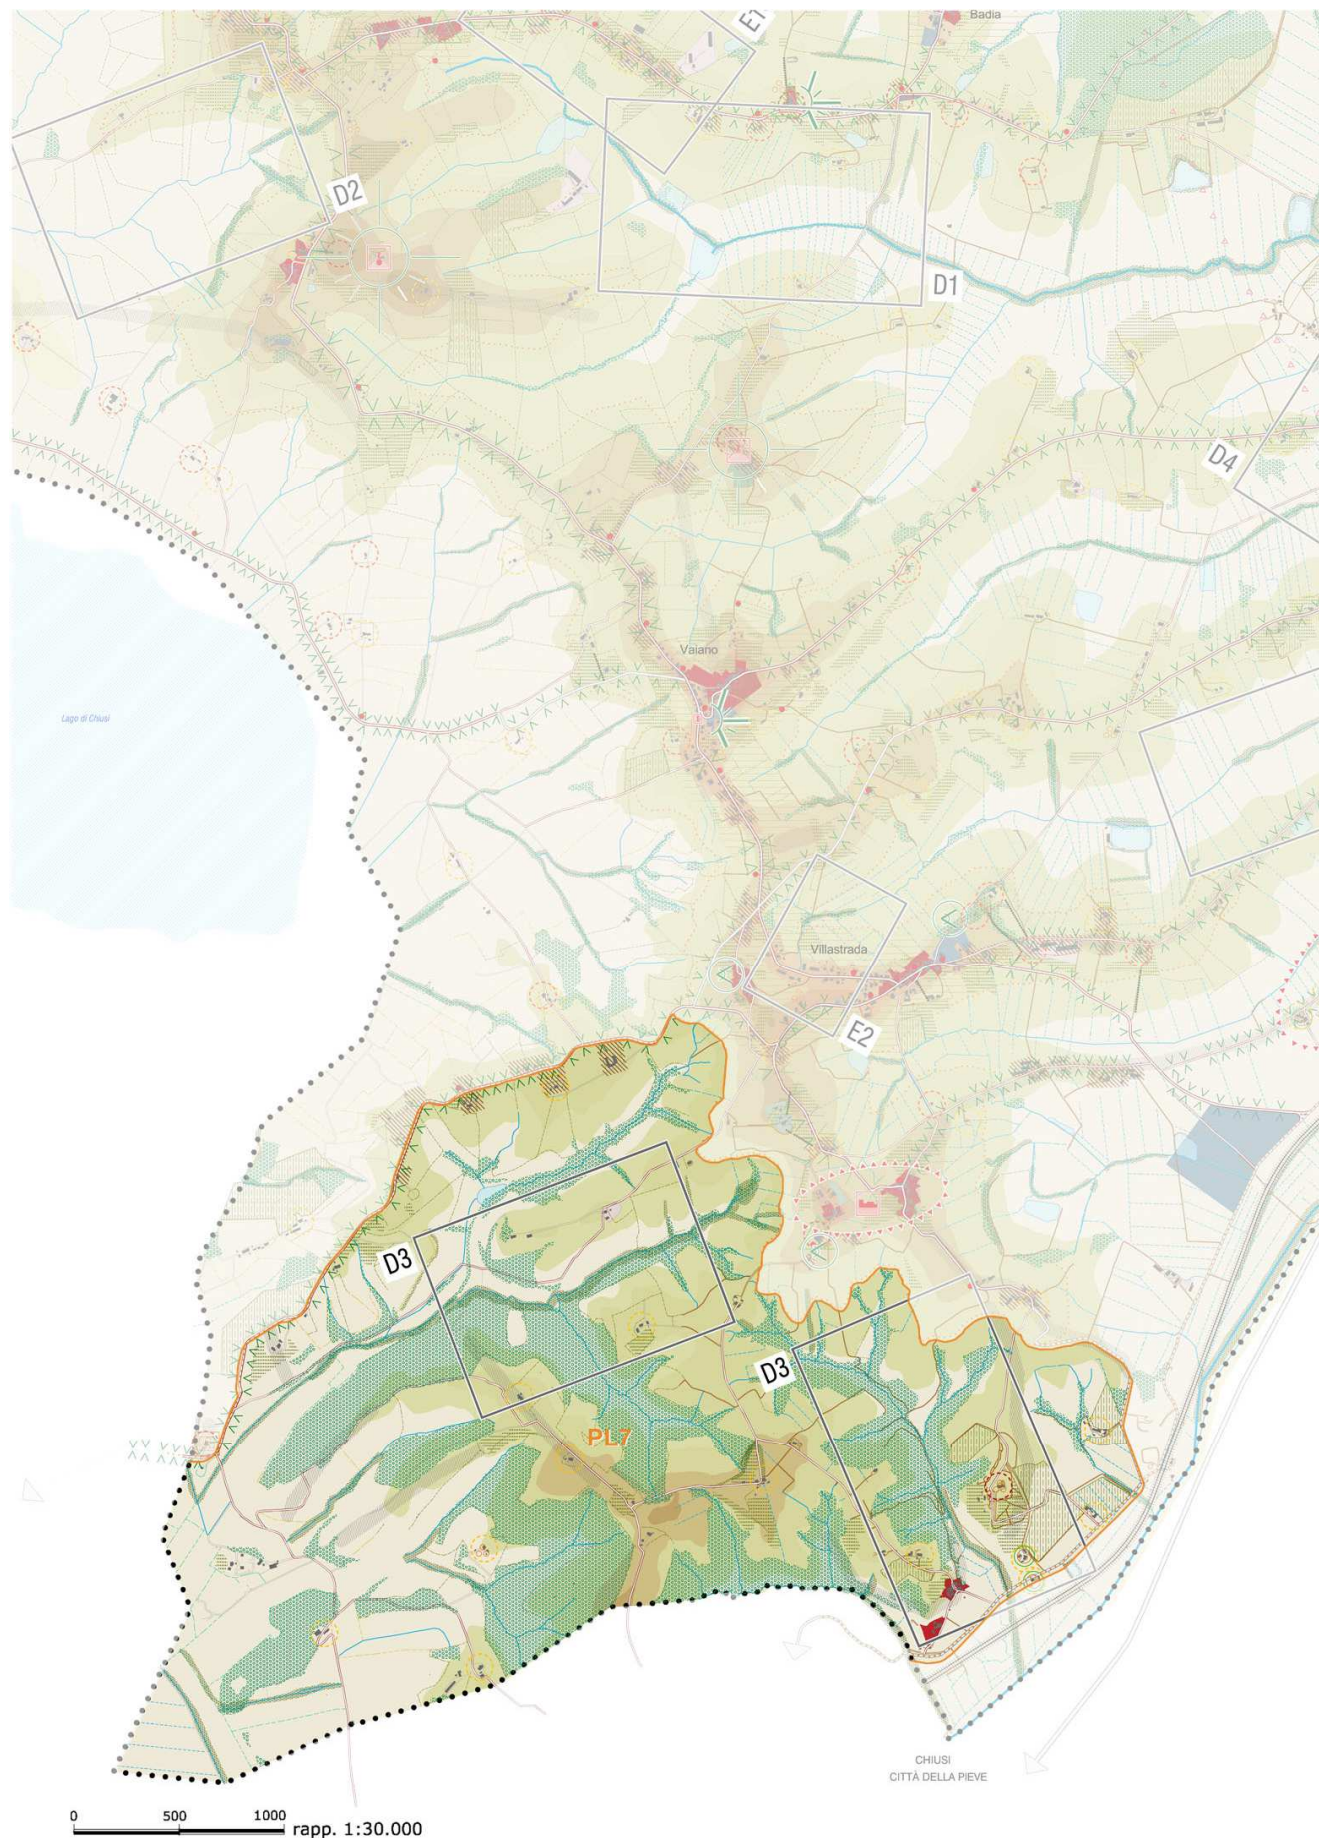 Badia
E1
D2
D1
D4
Vaiano
Lago di Chiusi
Villastrada
E2
D3
D3
PL7
CHIUSI
CITTÀ DELLA PIEVE
0 500 1000 rapp. 1:30.000